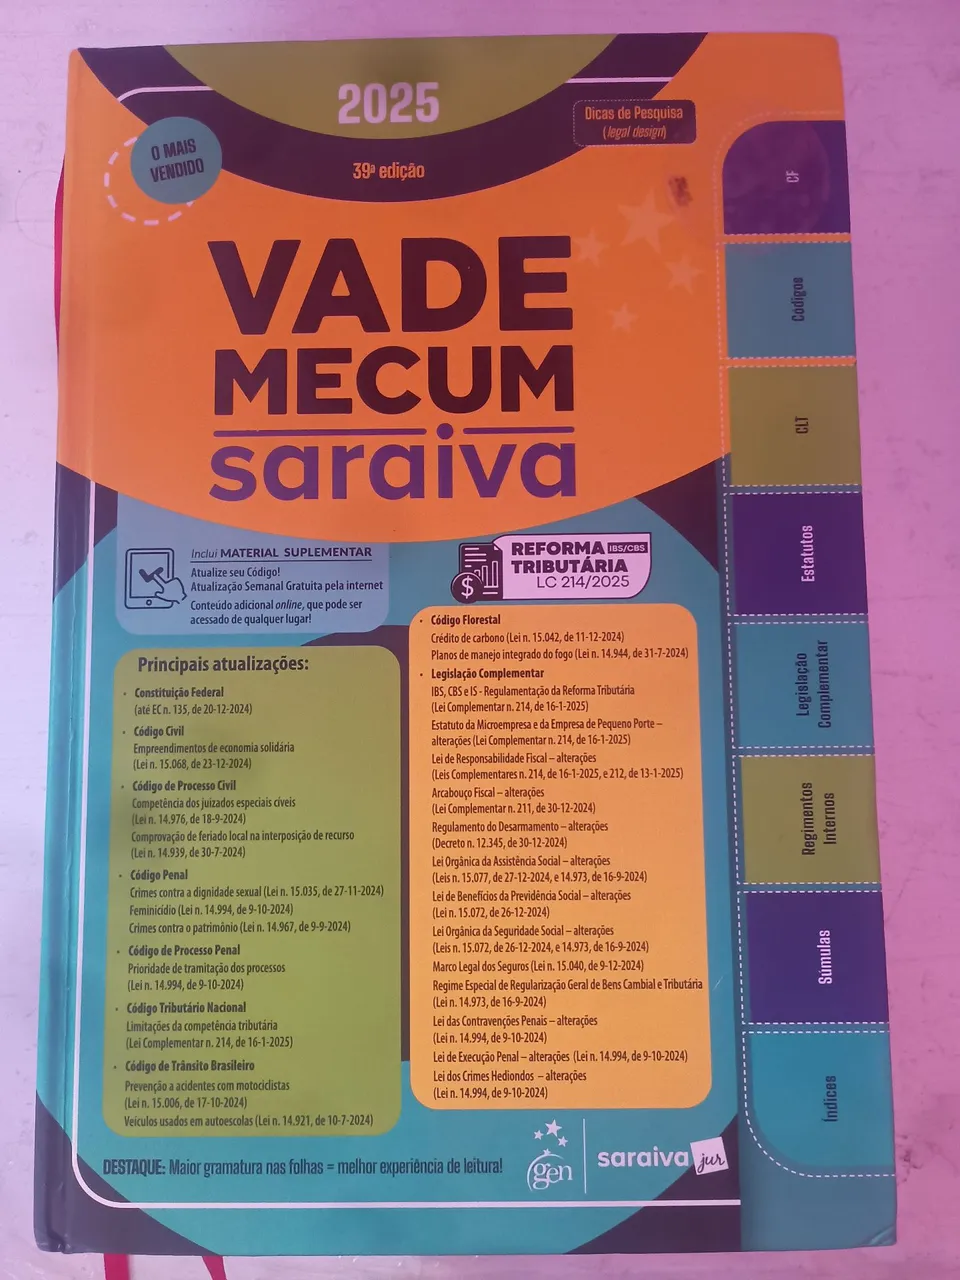 2025
39ª edição
Dicas de Pesquisa
(legal design)
O MAIS
VENDIDO
VADE
MECUM
saraiva
Inclui MATERIAL SUPLEMENTAR
Atualize seu Código!
Atualização Semanal Gratuita pela internet
Conteúdo adicional online, que pode ser
acessado de qualquer lugar!
REFORMA IBS/CBS
TRIBUTÁRIA
LC 214/2025
$
Principais atualizações:
• Constituição Federal
(até EC n. 135, de 20-12-2024)
• Código Civil
Empreendimentos de economia solidária
(Lei n. 15.068, de 23-12-2024)
• Código de Processo Civil
Competência dos juizados especiais cíveis
(Lei n. 14.976, de 18-9-2024)
Comprovação de feriado local na interposição de recurso
(Lei n. 14.939, de 30-7-2024)
• Código Penal
Crimes contra a dignidade sexual (Lei n. 15.035, de 27-11-2024)
Feminicídio (Lei n. 14.994, de 9-10-2024)
Crimes contra o patrimônio (Lei n. 14.967, de 9-9-2024)
• Código de Processo Penal
Prioridade de tramitação dos processos
(Lei n. 14.994, de 9-10-2024)
• Código Tributário Nacional
Limitações da competência tributária
(Lei Complementar n. 214, de 16-1-2025)
• Código de Trânsito Brasileiro
Prevenção a acidentes com motociclistas
(Lei n. 15.006, de 17-10-2024)
Veículos usados em autoescolas (Lei n. 14.921, de 10-7-2024)
• Código Florestal
Crédito de carbono (Lei n. 15.042, de 11-12-2024)
Planos de manejo integrado do fogo (Lei n. 14.944, de 31-7-2024)
• Legislação Complementar
IBS, CBS e IS - Regulamentação da Reforma Tributária
(Lei Complementar n. 214, de 16-1-2025)
Estatuto da Microempresa e da Empresa de Pequeno Porte –
alterações (Lei Complementar n. 214, de 16-1-2025)
Lei de Responsabilidade Fiscal – alterações
(Leis Complementares n. 214, de 16-1-2025, e 212, de 13-1-2025)
Arcabouço Fiscal – alterações
(Lei Complementar n. 211, de 30-12-2024)
Regulamento do Desarmamento – alterações
(Decreto n. 12.345, de 30-12-2024)
Lei Orgânica da Assistência Social – alterações
(Leis n. 15.077, de 27-12-2024, e 14.973, de 16-9-2024)
Lei de Benefícios da Previdência Social – alterações
(Lei n. 15.072, de 26-12-2024)
Lei Orgânica da Seguridade Social – alterações
(Leis n. 15.072, de 26-12-2024, e 14.973, de 16-9-2024)
Marco Legal dos Seguros (Lei n. 15.040, de 9-12-2024)
Regime Especial de Regularização Geral de Bens Cambial e Tributária
(Lei n. 14.973, de 16-9-2024)
Lei das Contravenções Penais – alterações
(Lei n. 14.994, de 9-10-2024)
Lei de Execução Penal – alterações (Lei n. 14.994, de 9-10-2024)
Lei dos Crimes Hediondos – alterações
(Lei n. 14.994, de 9-10-2024)
DESTAQUE: Maior gramatura nas folhas = melhor experiência de leitura!
gen
saraiva jur
CF
Códigos
CLT
Estatutos
Legislação
Complementar
Regimentos
Internos
Súmulas
Índices